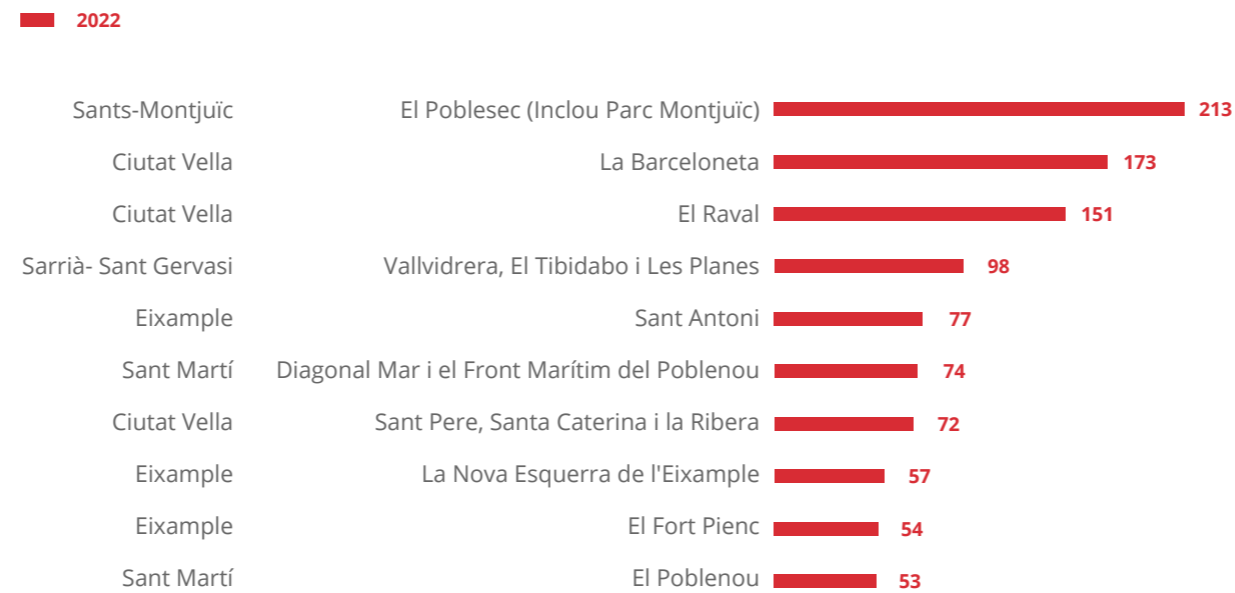 2022
Sants-Montjuïc El Poblesec (Inclou Parc Montjuïc) 213
Ciutat Vella La Barceloneta 173
Ciutat Vella El Raval 151
Sarrià- Sant Gervasi Vallvidrera, El Tibidabo i Les Planes 98
Eixample Sant Antoni 77
Sant Martí Diagonal Mar i el Front Marítim del Poblenou 74
Ciutat Vella Sant Pere, Santa Caterina i la Ribera 72
Eixample La Nova Esquerra de l'Eixample 57
Eixample El Fort Pienc 54
Sant Martí El Poblenou 53